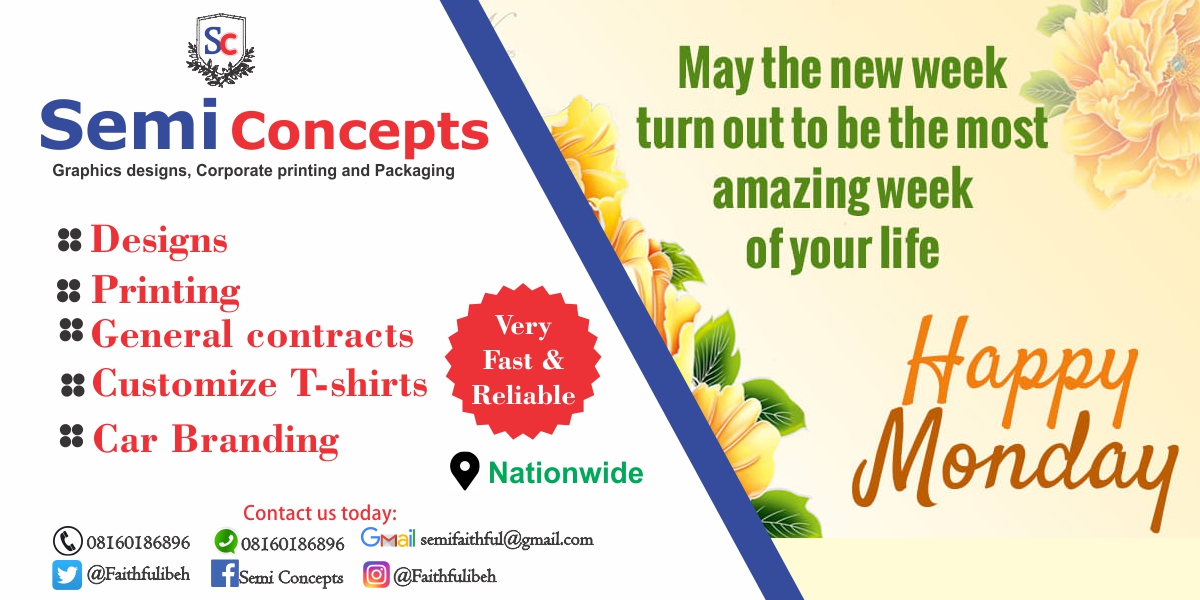 SC
Semi Concepts
Graphics designs, Corporate printing and Packaging
Designs
Printing
General contracts
Customize T-shirts
Car Branding
Very
Fast &
Reliable
Nationwide
Contact us today:
08160186896
08160186896
Gmail semifaithful@gmail.com
@Faithfulibeh
Semi Concepts
@Faithfulibeh
May the new week
turn out to be the most
amazing week
of your life
Happy
Monday